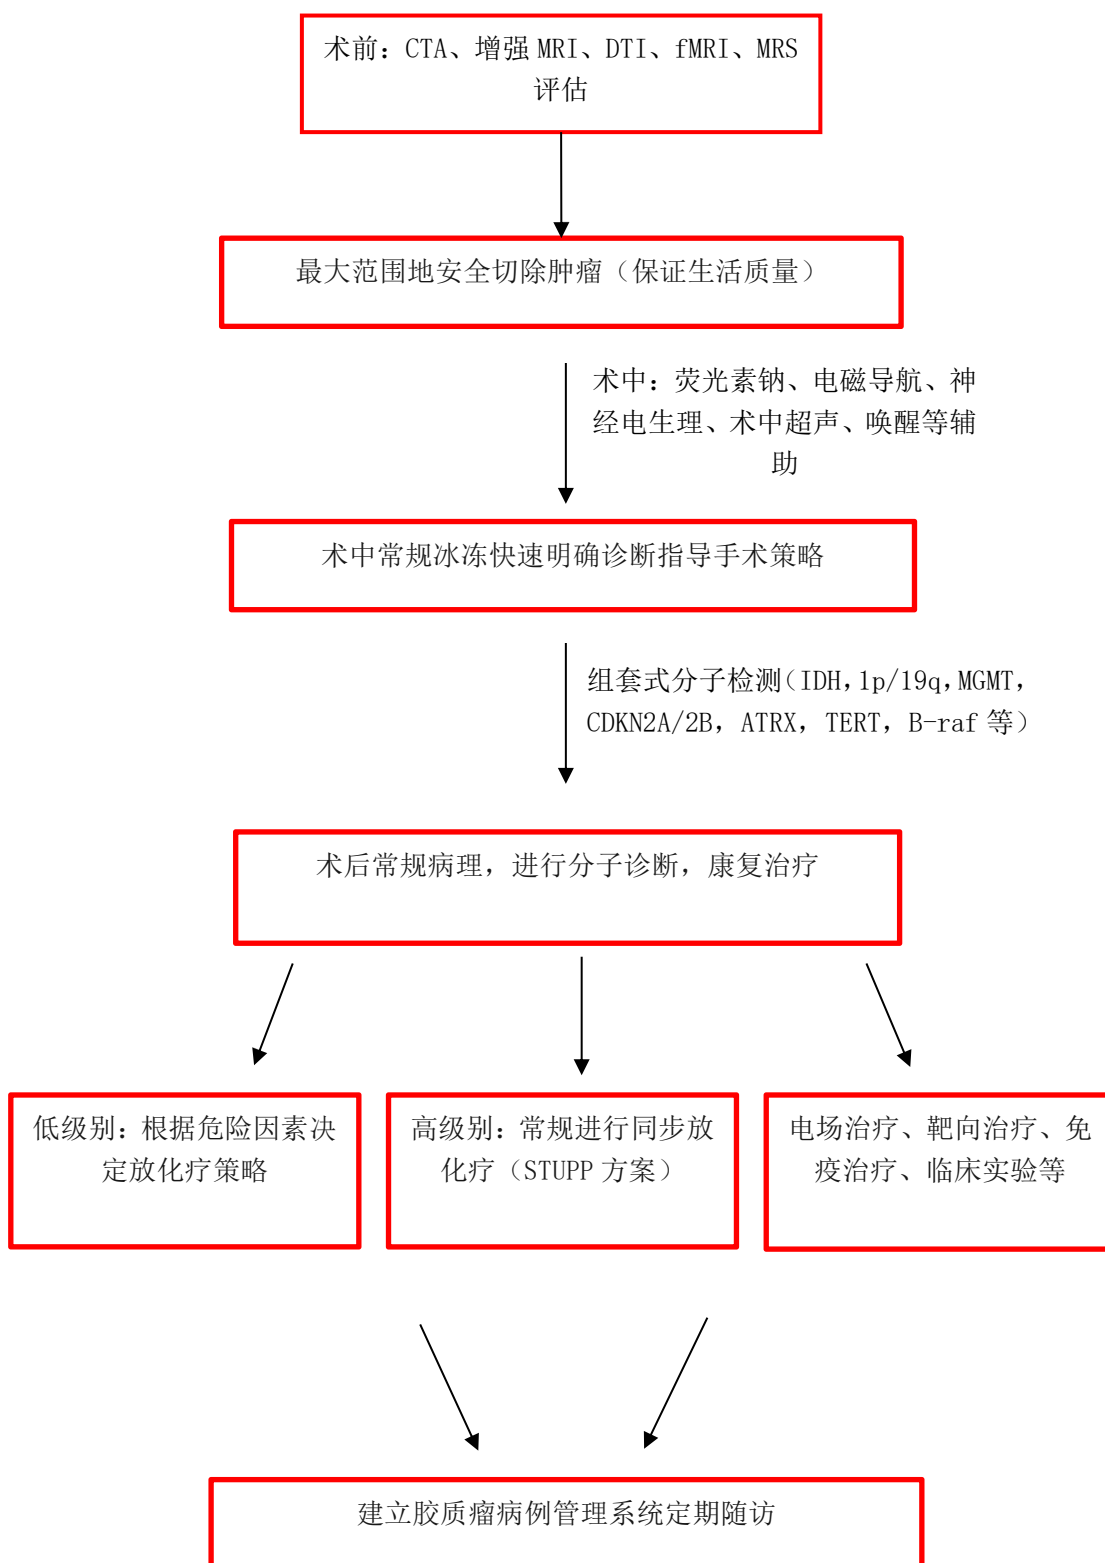 术前：CTA、增强 MRI、DTI、fMRI、MRS
评估
最大范围地安全切除肿瘤（保证生活质量）
术中：荧光素钠、电磁导航、神
经电生理、术中超声、唤醒等辅
助
术中常规冰冻快速明确诊断指导手术策略
组套式分子检测（IDH，1p/19q，MGMT，
CDKN2A/2B，ATRX，TERT，B-raf 等）
术后常规病理，进行分子诊断，康复治疗
低级别：根据危险因素决
定放化疗策略
高级别：常规进行同步放
化疗（STUPP 方案）
电场治疗、靶向治疗、免
疫治疗、临床实验等
建立胶质瘤病例管理系统定期随访